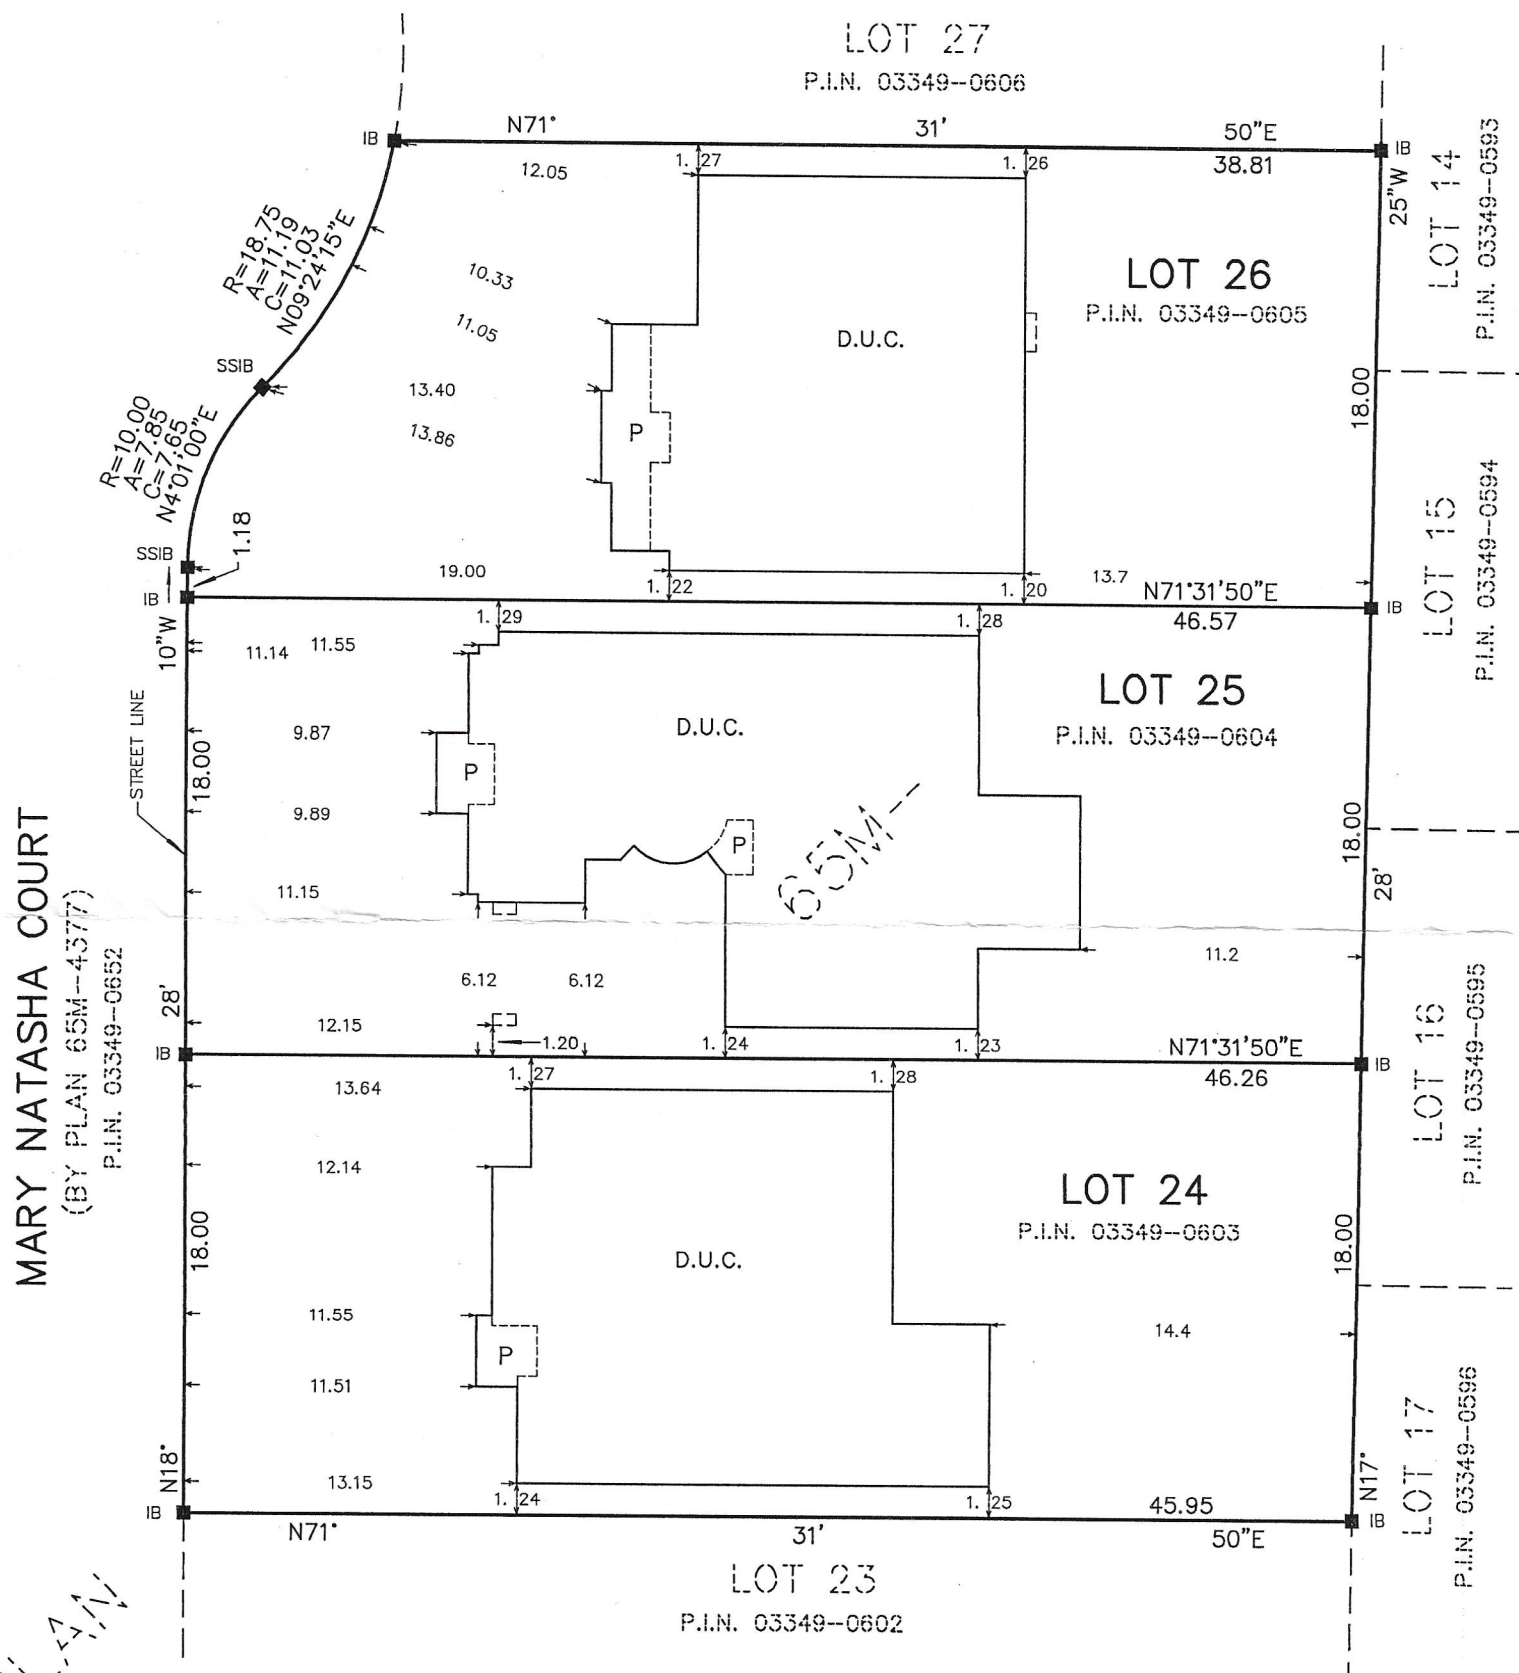 LOT 27
P.I.N. 03349--0606
IB
N71° 31' 50"E
38.81
IB
12.05
1.27
1.26
25"W
LOT 14
P.I.N. 03349--0593
R=18.75
A=11.19
C=11.03
N09°24'15"E
10.33
11.05
LOT 26
P.I.N. 03349--0605
D.U.C.
SSIB
13.40
13.86
P
18.00
R=10.00
A=7.85
C=7.65
N4°01'00"E
1.18
SSIB
19.00
1.22
1.20
13.7
N71°31'50"E
46.57
IB
IB
LOT 15
P.I.N. 03349--0594
10"W
11.14
11.55
1.29
1.28
LOT 25
P.I.N. 03349--0604
D.U.C.
STREET LINE
9.87
P
18.00
9.89
P
65M-
18.00
28'
11.15
MARY NATASHA COURT
(BY PLAN 65M--4377)
P.I.N. 03349--0652
6.12
6.12
11.2
28'
12.15
1.20
1.24
1.23
N71°31'50"E
46.26
IB
IB
LOT 16
P.I.N. 03349--0595
13.64
1.27
1.28
12.14
LOT 24
P.I.N. 03349--0603
D.U.C.
18.00
18.00
11.55
14.4
P
11.51
N18°
13.15
1.24
1.25
45.95
N17°
LOT 17
P.I.N. 03349--0596
IB
IB
N71° 31' 50"E
LOT 23
P.I.N. 03349--0602